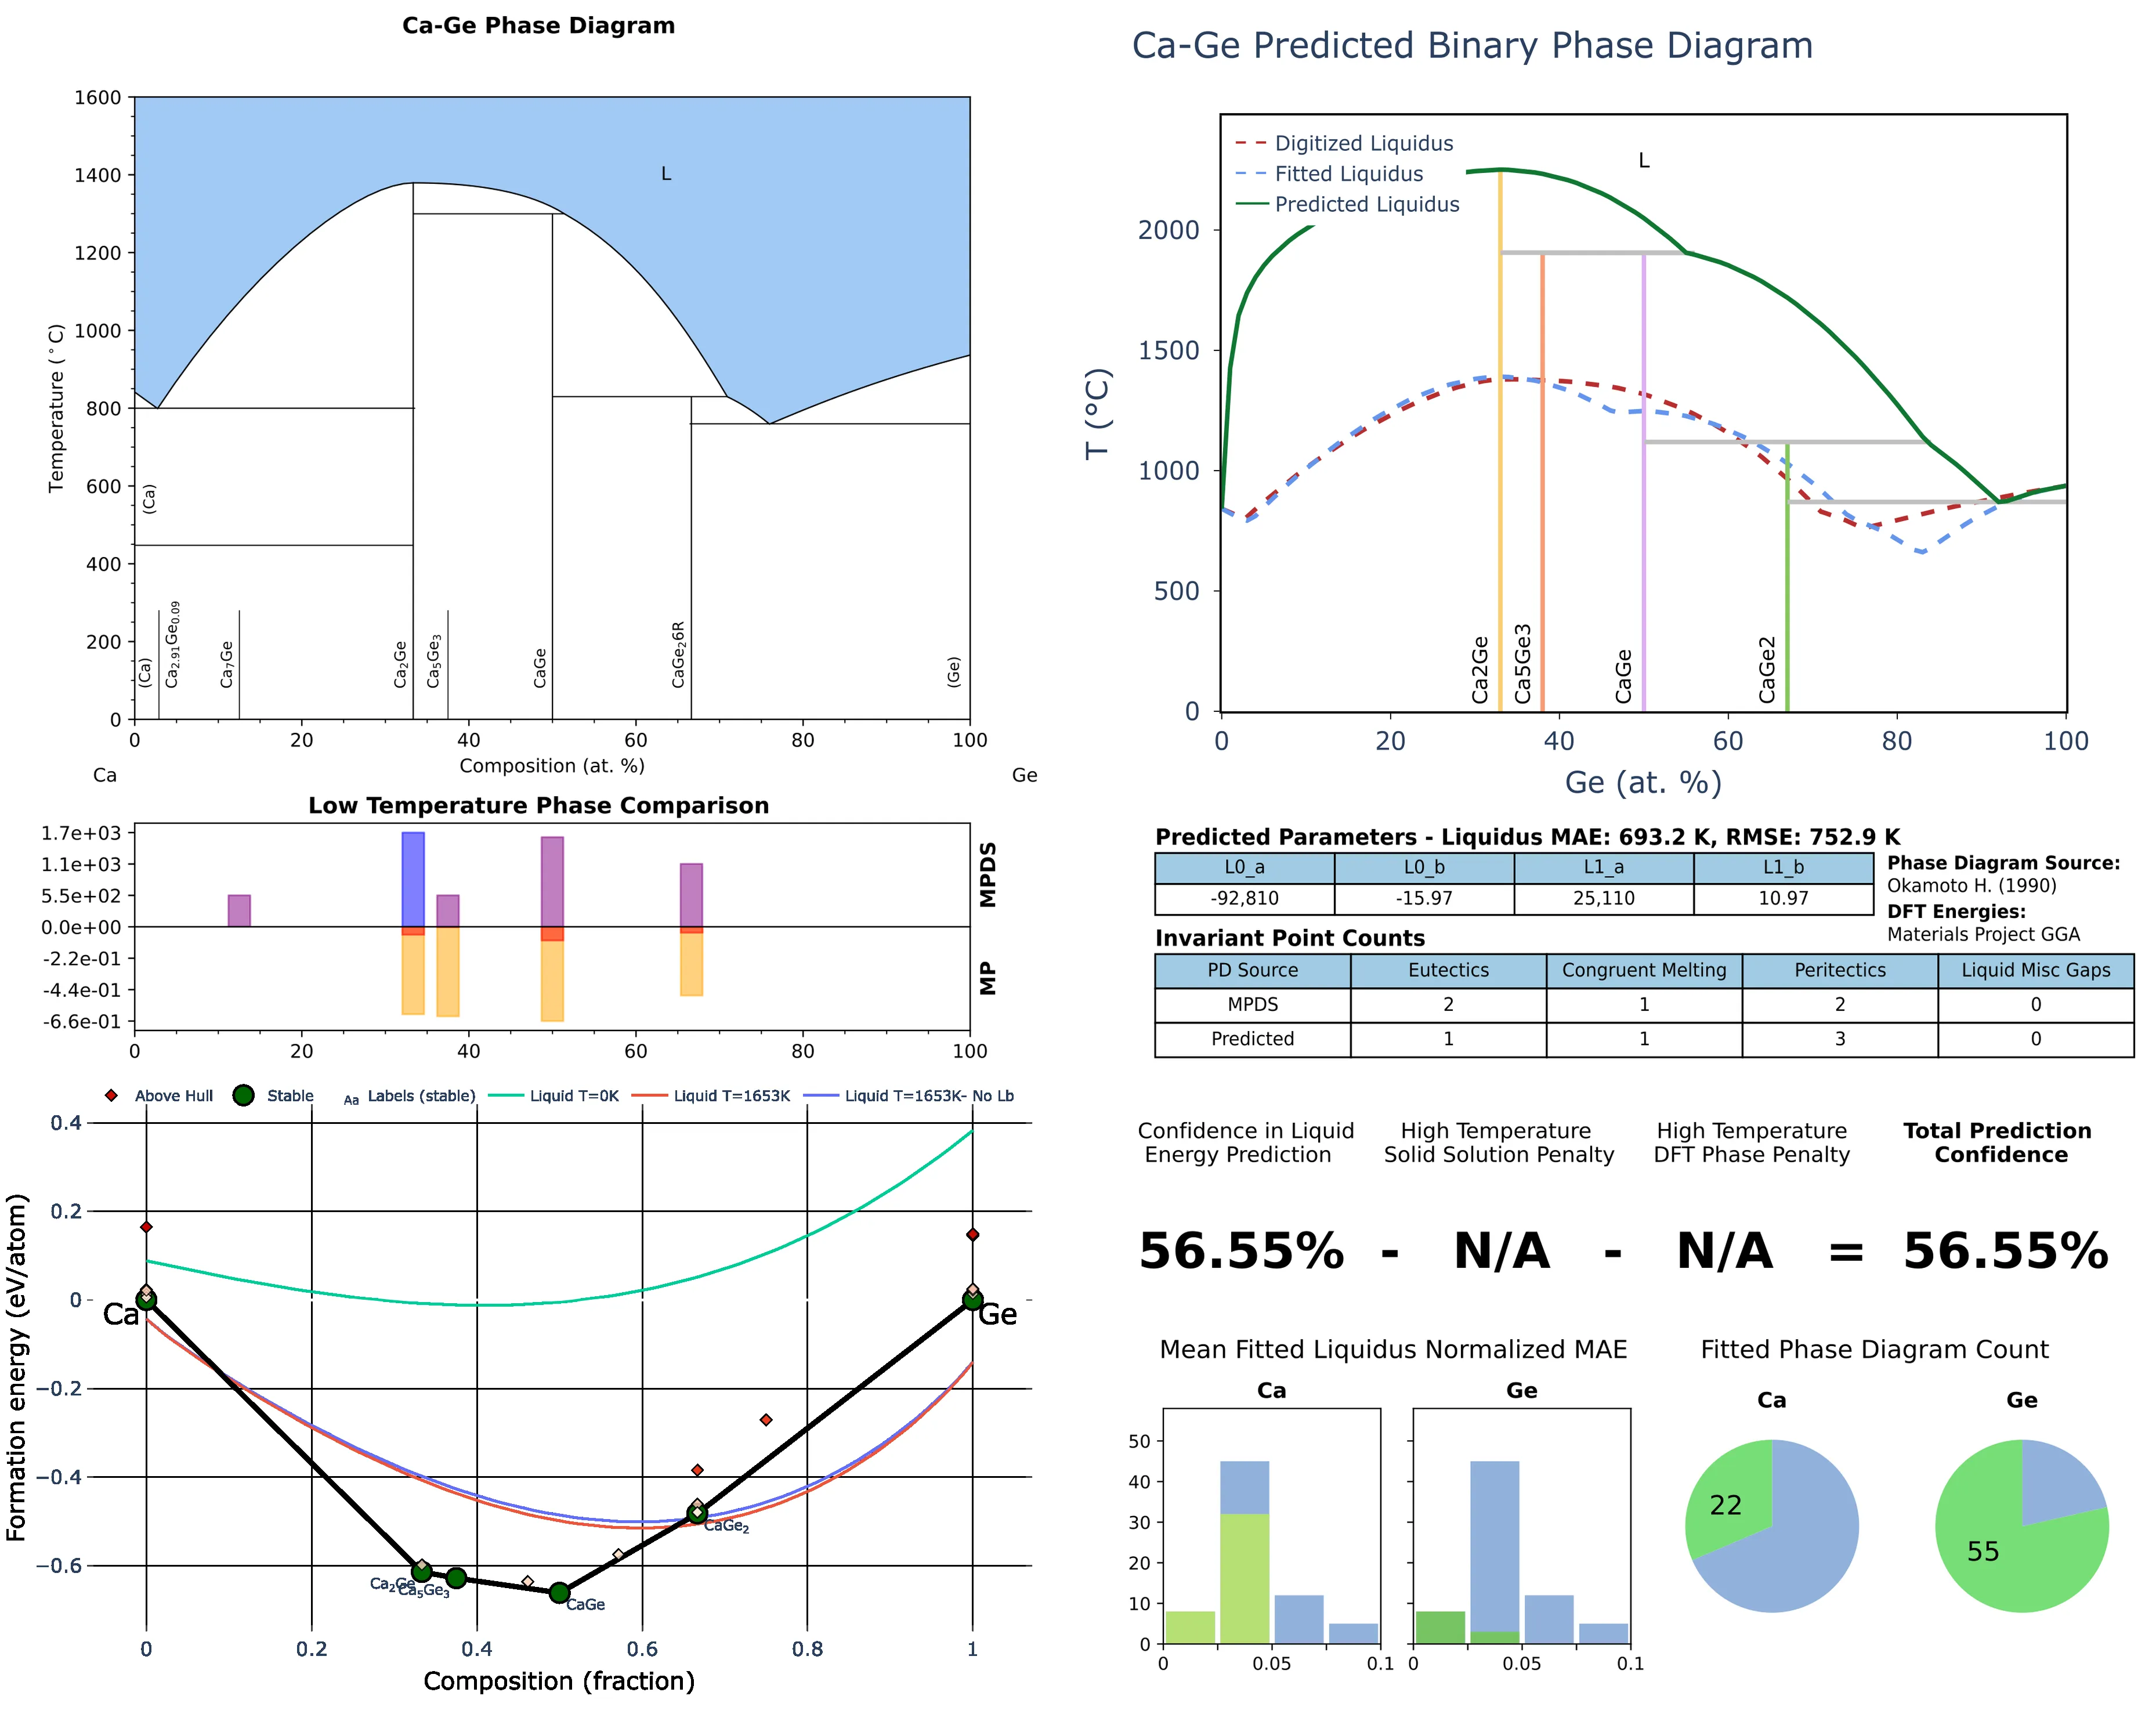 Ca-Ge Phase Diagram
1600
1400
1200
1000
800
600
400
200
0
Temperature (°C)
L
(Ca)
(Ca)
Ca2.91Ge0.09
Ca7Ge
Ca2Ge
Ca5Ge3
CaGe
CaGe26R
(Ge)
0 20 40 60 80 100
Composition (at. %)
Ca Ge
Low Temperature Phase Comparison
1.7e+03
1.1e+03
5.5e+02
0.0e+00
-2.2e-01
-4.4e-01
-6.6e-01
MPDS
MP
0 20 40 60 80 100
Above Hull Stable Aa Labels (stable) Liquid T=0K Liquid T=1653K Liquid T=1653K- No Lb
0.4
0.2
0
−0.2
−0.4
−0.6
Formation energy (eV/atom)
Ca
Ge
CaGe2
Ca2Ge
Ca5Ge3
CaGe
0 0.2 0.4 0.6 0.8 1
Composition (fraction)
Ca-Ge Predicted Binary Phase Diagram
Digitized Liquidus
Fitted Liquidus
Predicted Liquidus
L
2000
1500
1000
500
0
T (°C)
Ca2Ge
Ca5Ge3
CaGe
CaGe2
0 20 40 60 80 100
Ge (at. %)
Predicted Parameters - Liquidus MAE: 693.2 K, RMSE: 752.9 K
L0_a L0_b L1_a L1_b
-92,810 -15.97 25,110 10.97
Phase Diagram Source:
Okamoto H. (1990)
DFT Energies:
Materials Project GGA
Invariant Point Counts
PD Source Eutectics Congruent Melting Peritectics Liquid Misc Gaps
MPDS 2 1 2 0
Predicted 1 1 3 0
Confidence in Liquid
Energy Prediction
High Temperature
Solid Solution Penalty
High Temperature
DFT Phase Penalty
Total Prediction
Confidence
56.55% - N/A - N/A = 56.55%
Mean Fitted Liquidus Normalized MAE
Ca Ge
50
40
30
20
10
0
0 0.05 0.1 0 0.05 0.1
Fitted Phase Diagram Count
Ca Ge
22
55